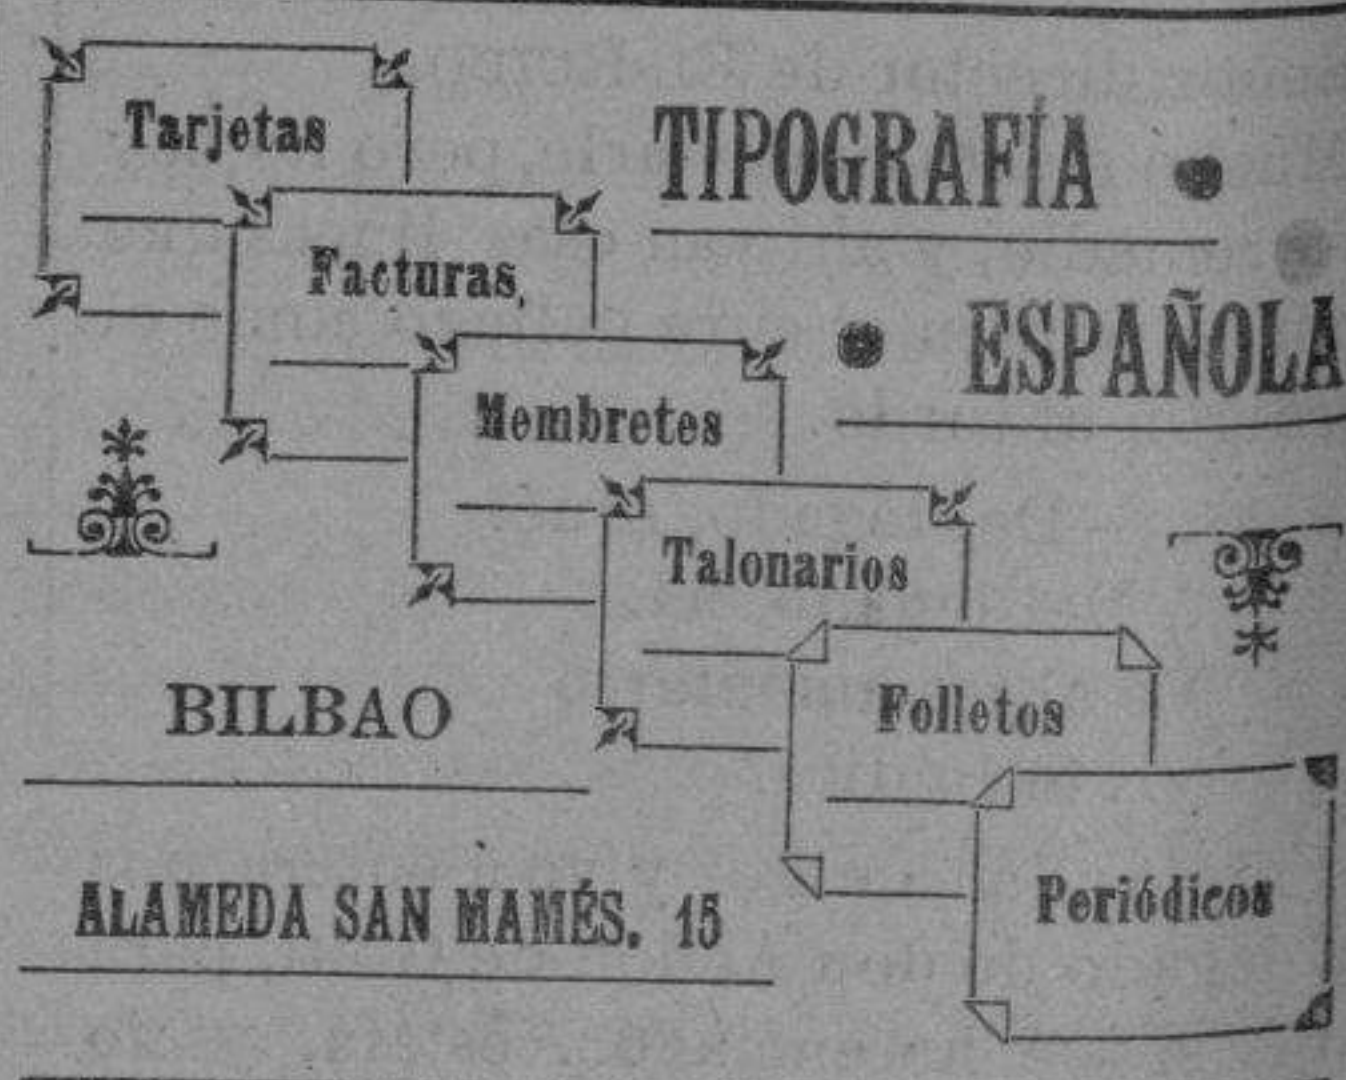 Tarjetas
TIPOGRAFÍA •
Facturas,
• ESPAÑOLA
Membretes
Talonarios
Folletos
BILBAO
Periódicos
ALAMEDA SAN MAMÉS. 15